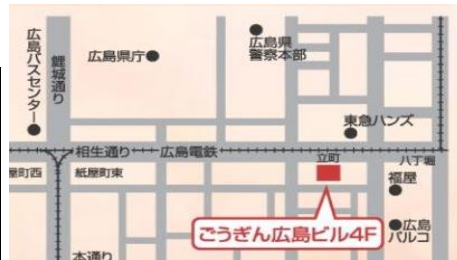 広島バスセンター
鯉城通り
広島県庁
広島県
警察本部
東急ハンズ
相生通り
広島電鉄
立町
八丁堀
屋町西
紙屋町東
福屋
ごうぎん広島ビル4F
広島
パルコ
本通り